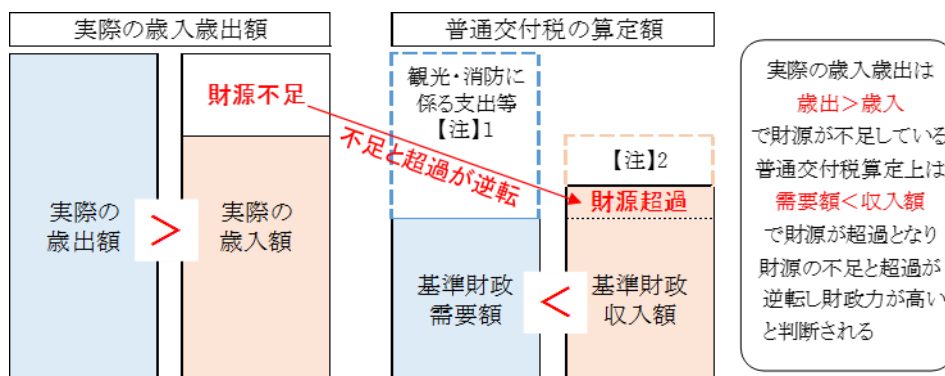 実際の歳入歳出額
普通交付税の算定額
財源不足
観光・消防に
係る支出等
【注】1
不足と超過が逆転
【注】2
財源超過
実際の
歳出額
>
実際の
歳入額
基準財政
需要額
<
基準財政
収入額
実際の歳入歳出は
歳出>歳入
で財源が不足している
普通交付税算定上は
需要額<収入額
で財源が超過となり
財源の不足と超過が
逆転し財政力が高い
と判断される